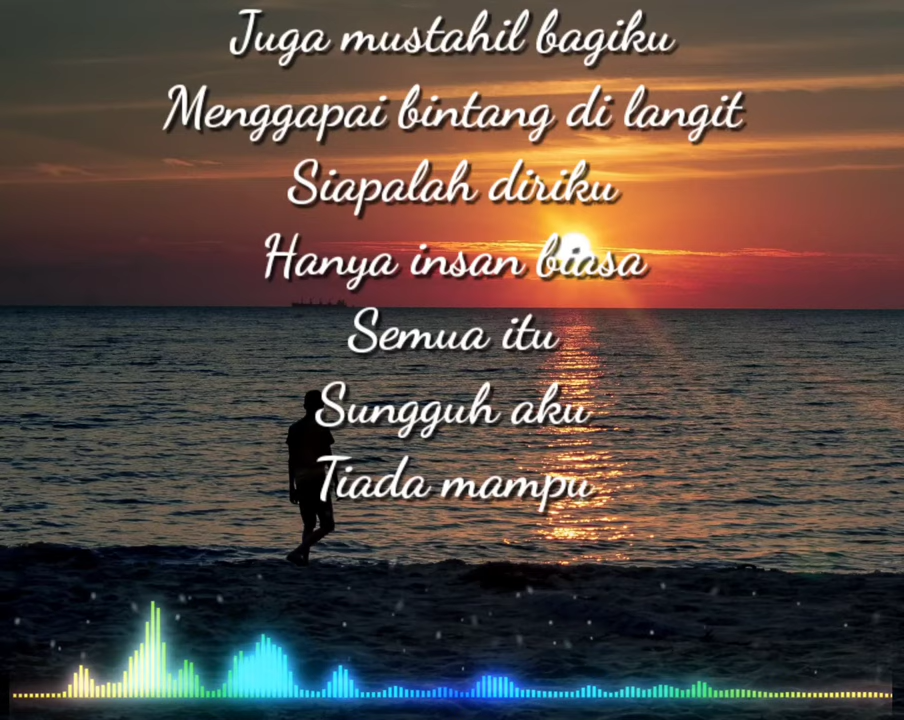 Juga mustahil bagiku
Menggapai bintang di langit
Siapalah diriku
Hanya insan biasa
Semua itu
Sungguh aku
Tiada mampu